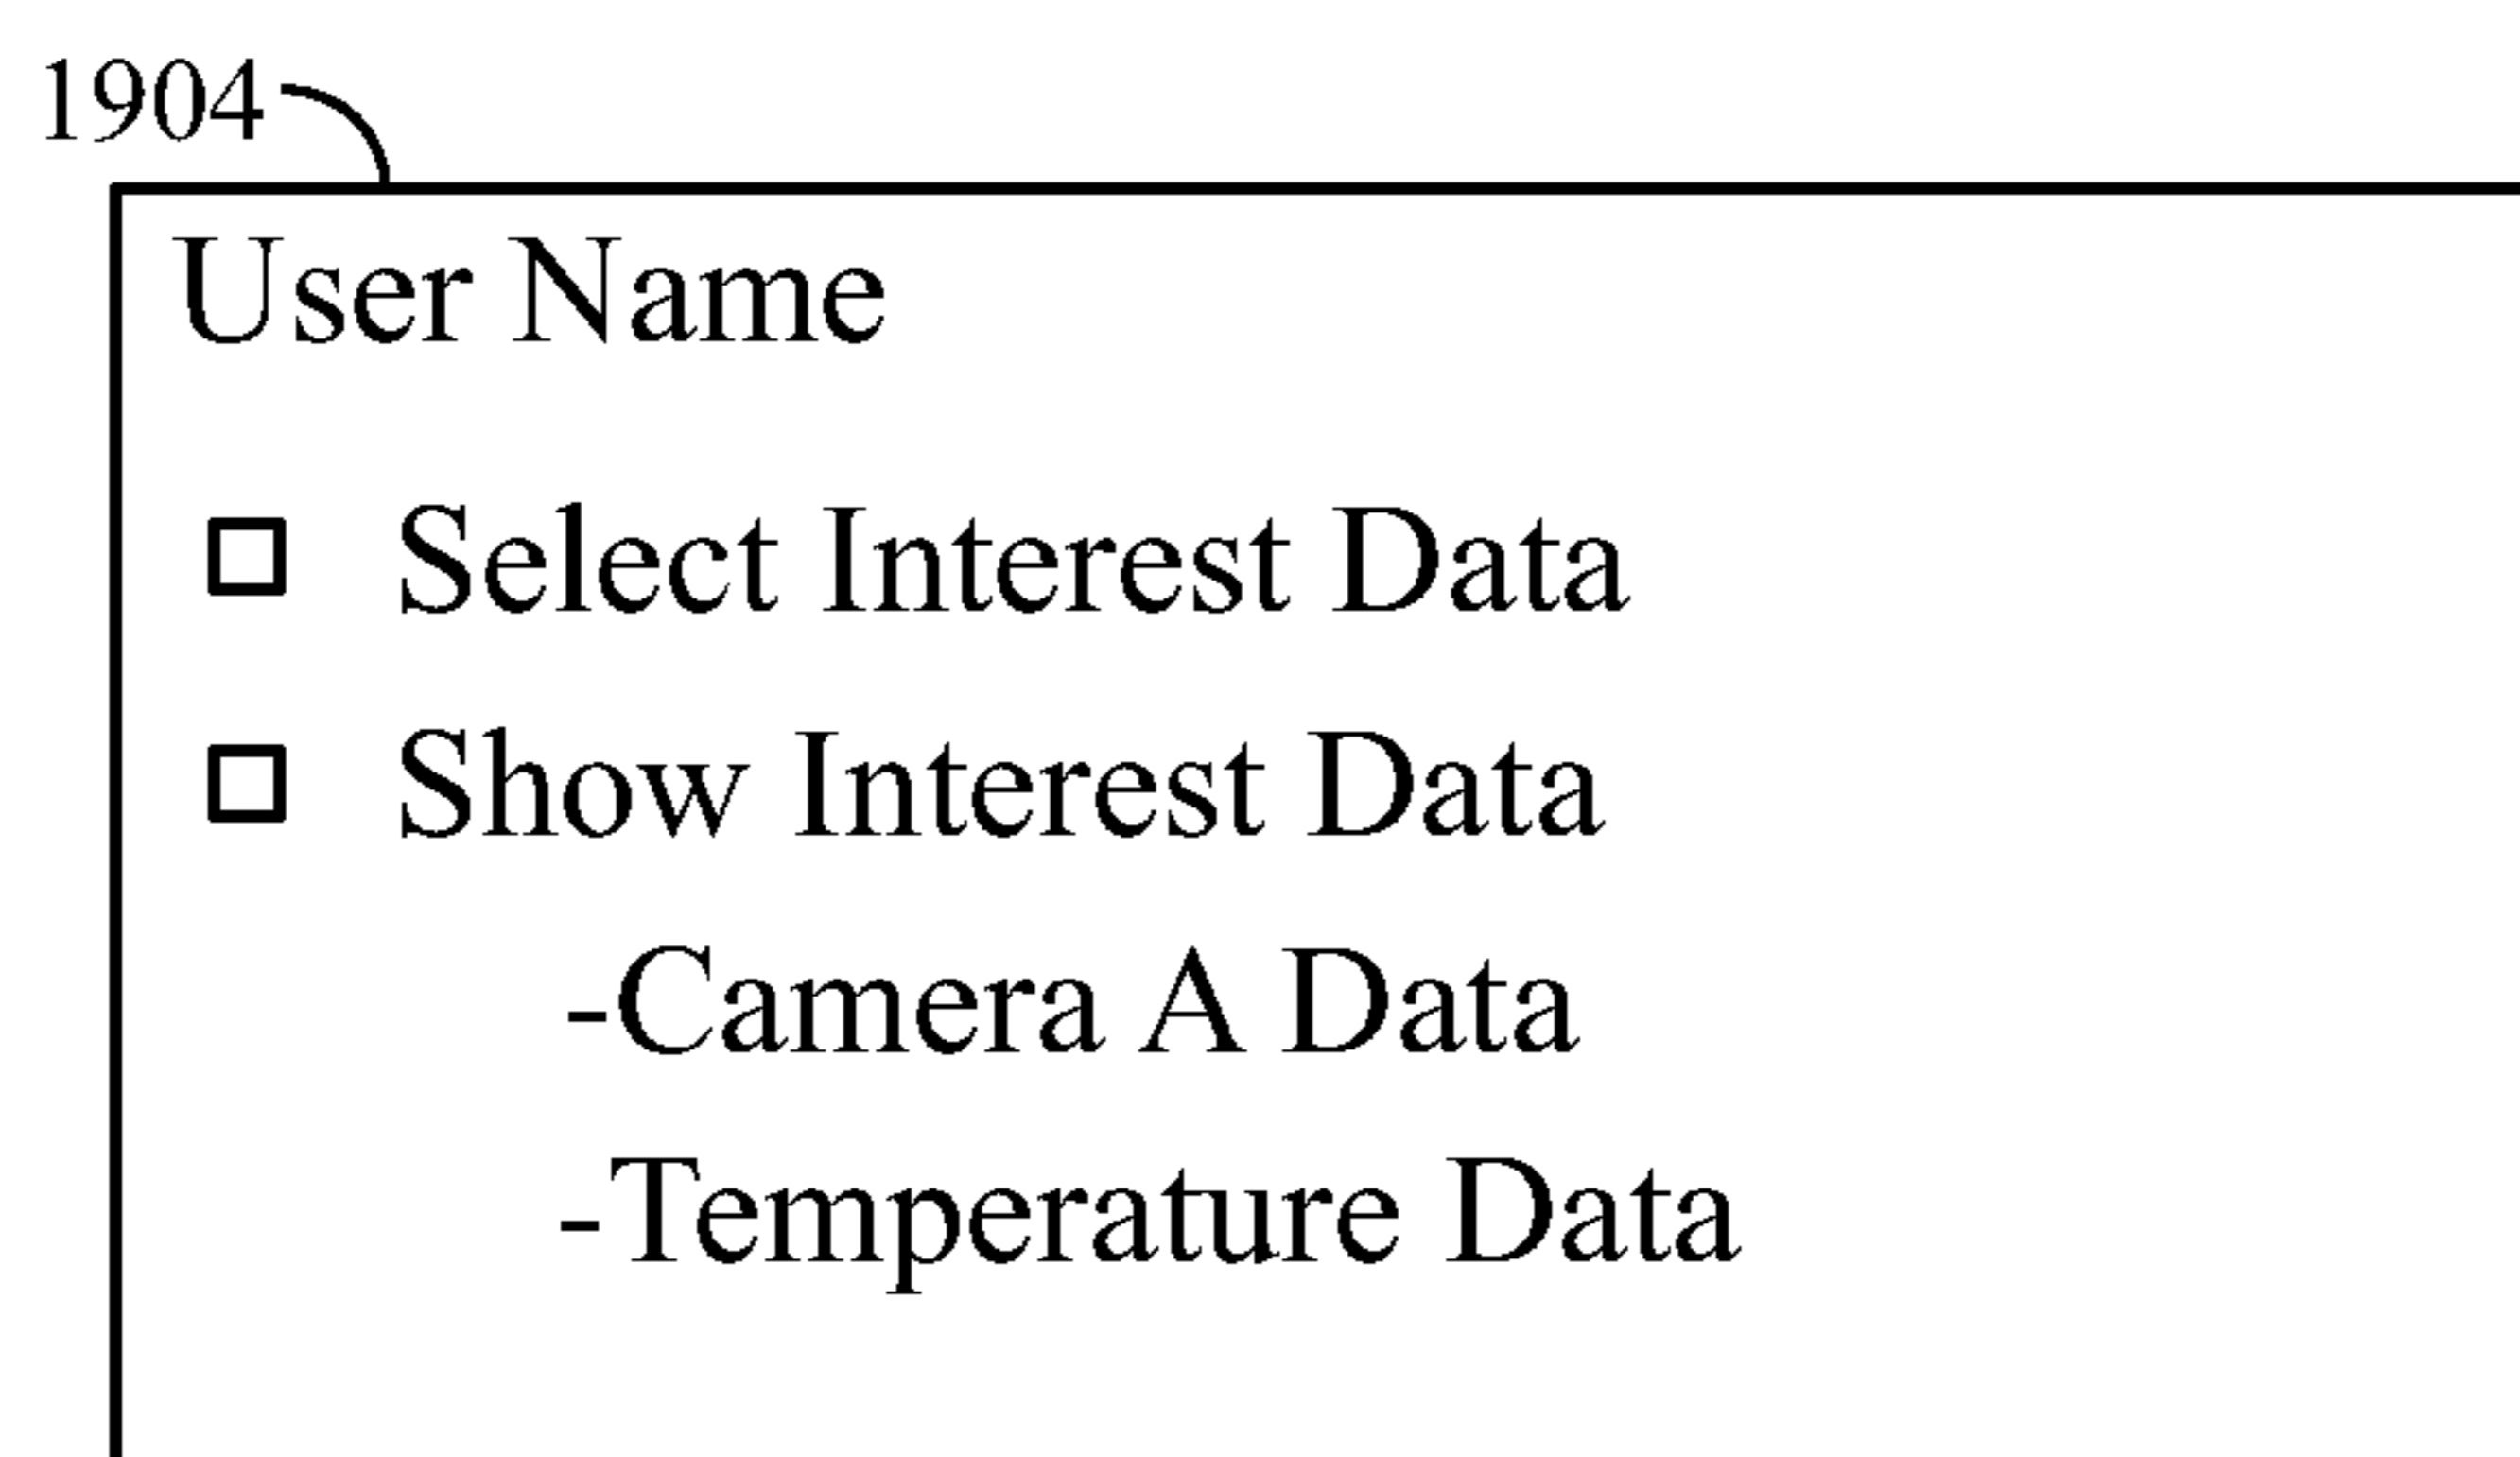 1904
User Name
Select Interest Data
Show Interest Data
-Camera A Data
-Temperature Data